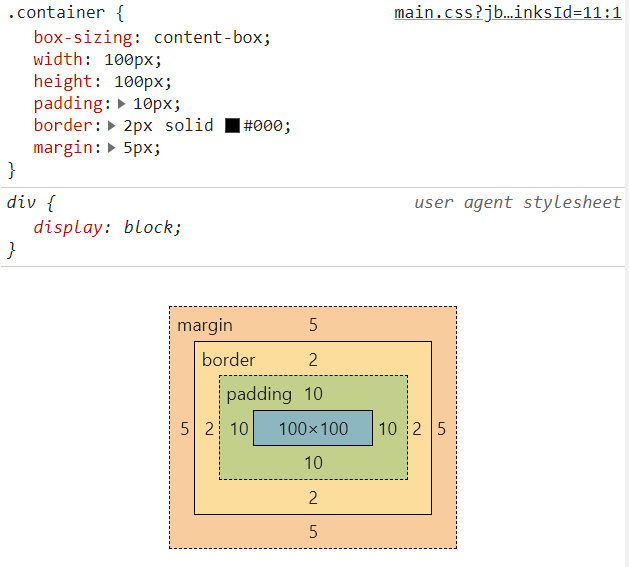 .container { main.css?jb…inksId=11:1
box-sizing: content-box;
width: 100px;
height: 100px;
padding: 10px;
border: 2px solid #000;
margin: 5px;
}
div { user agent stylesheet
display: block;
}
margin 5
border 2
padding 10
5 2 10 100×100 10 2 5
10
2
5